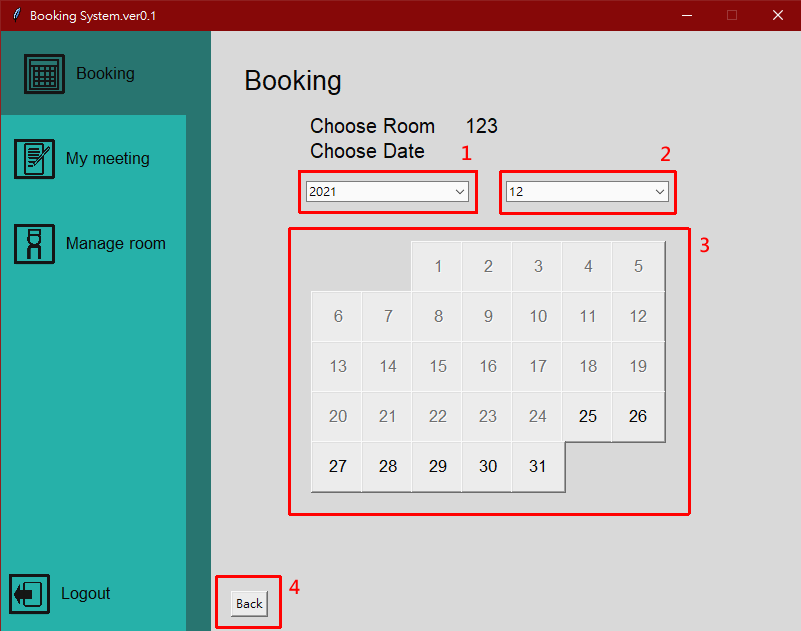 Booking System.ver0.1
Booking
My meeting
Manage room
Logout
Booking
Choose Room 123
Choose Date
1
2
2021
12
3
1 2 3 4 5
6 7 8 9 10 11 12
13 14 15 16 17 18 19
20 21 22 23 24 25 26
27 28 29 30 31
4
Back